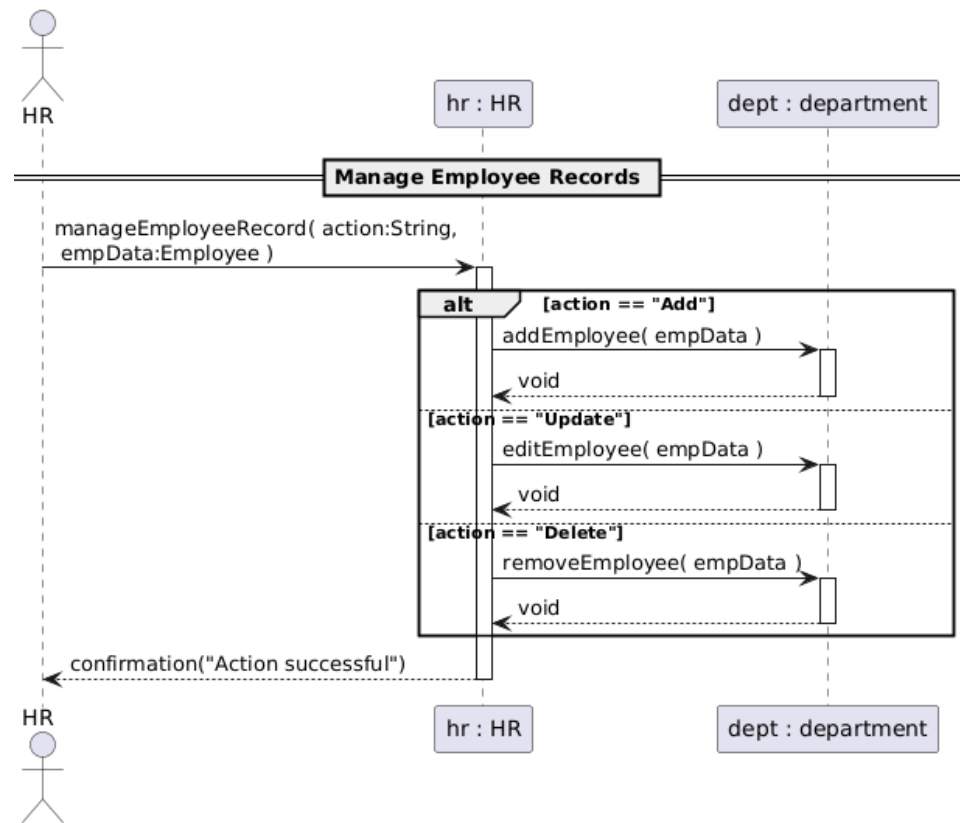 HR
hr : HR
dept : department
Manage Employee Records
manageEmployeeRecord( action:String,
empData:Employee )
alt
[action == "Add"]
addEmployee( empData )
void
[action == "Update"]
editEmployee( empData )
void
[action == "Delete"]
removeEmployee( empData )
void
confirmation("Action successful")
HR
hr : HR
dept : department